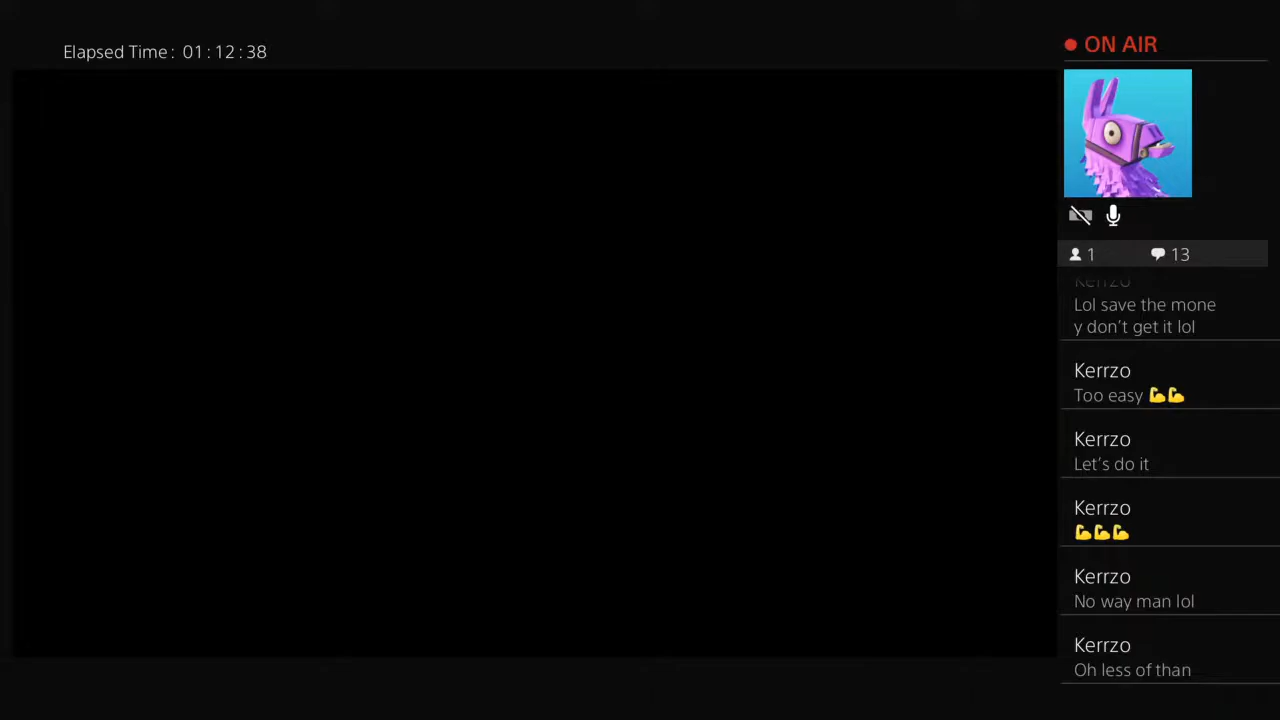 Elapsed Time: 01:12:38
ON AIR
1 13
Kerrzo
Lol save the mone
y don't get it lol
Kerrzo
Too easy 💪💪
Kerrzo
Let's do it
Kerrzo
💪💪💪
Kerrzo
No way man lol
Kerrzo
Oh less of than